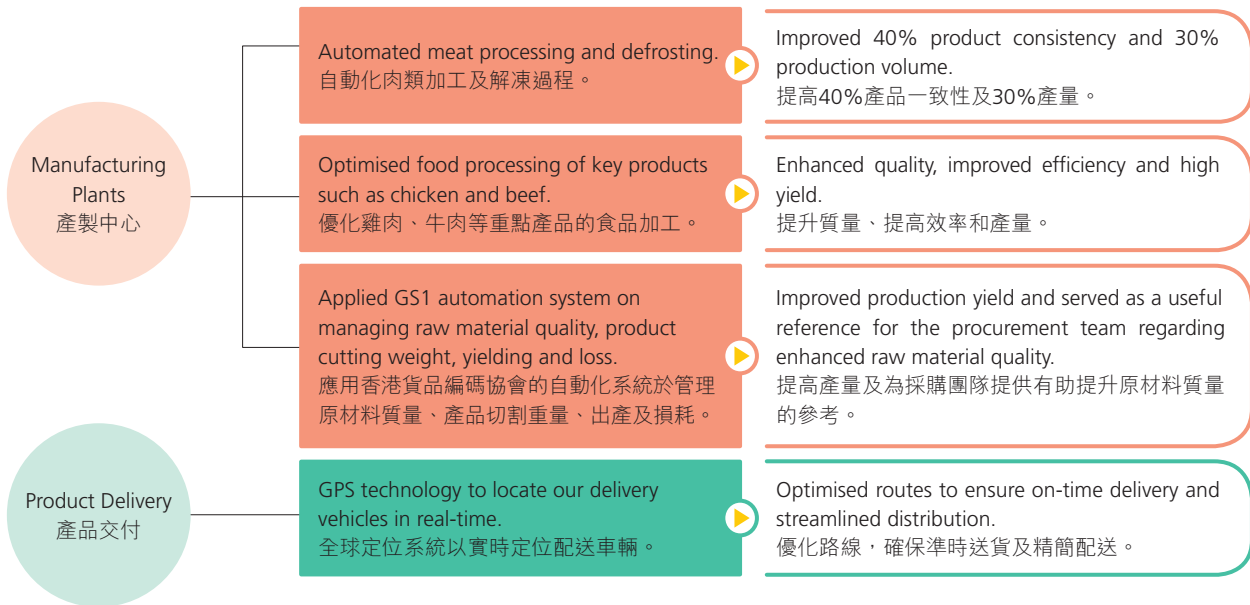 Manufacturing
Plants
產製中心
Automated meat processing and defrosting.
自動化肉類加工及解凍過程。
Improved 40% product consistency and 30%
production volume.
提高40%產品一致性及30%產量。
Optimised food processing of key products
such as chicken and beef.
優化雞肉、牛肉等重點產品的食品加工。
Enhanced quality, improved efficiency and high
yield.
提升質量、提高效率和產量。
Applied GS1 automation system on
managing raw material quality, product
cutting weight, yielding and loss.
應用香港貨品編碼協會的自動化系統於管理
原材料質量、產品切割重量、出產及損耗。
Improved production yield and served as a useful
reference for the procurement team regarding
enhanced raw material quality.
提高產量及為採購團隊提供有助提升原材料質量
的參考。
Product Delivery
產品交付
GPS technology to locate our delivery
vehicles in real-time.
全球定位系統以實時定位配送車輛。
Optimised routes to ensure on-time delivery and
streamlined distribution.
優化路線，確保準時送貨及精簡配送。